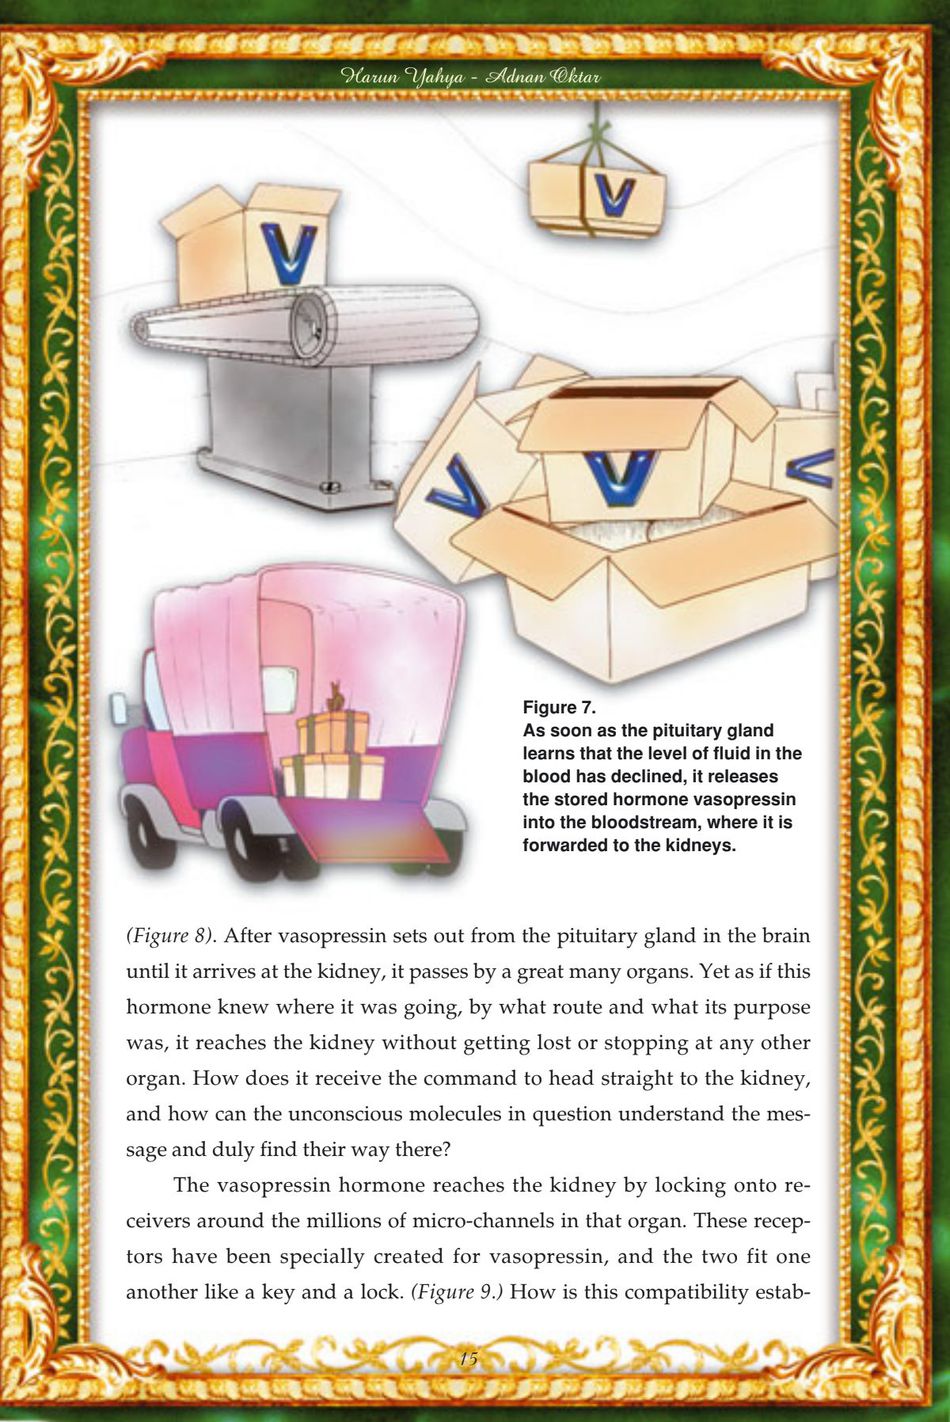 Harun Yahya - Adnan Oktar
V
V
V
V
V
Figure 7.
As soon as the pituitary gland
learns that the level of fluid in the
blood has declined, it releases
the stored hormone vasopressin
into the bloodstream, where it is
forwarded to the kidneys.
(Figure 8). After vasopressin sets out from the pituitary gland in the brain
until it arrives at the kidney, it passes by a great many organs. Yet as if this
hormone knew where it was going, by what route and what its purpose
was, it reaches the kidney without getting lost or stopping at any other
organ. How does it receive the command to head straight to the kidney,
and how can the unconscious molecules in question understand the mes-
sage and duly find their way there?
The vasopressin hormone reaches the kidney by locking onto re-
ceivers around the millions of micro-channels in that organ. These recep-
tors have been specially created for vasopressin, and the two fit one
another like a key and a lock. (Figure 9.) How is this compatibility estab-
15